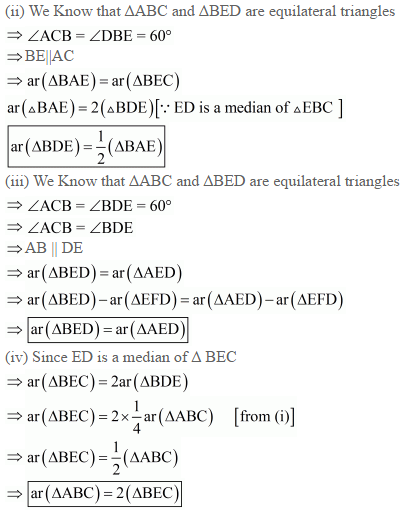 (ii) We Know that ΔABC and ΔBED are equilateral triangles
⇒ ∠ACB = ∠DBE = 60°
⇒ BE||AC
⇒ ar(ΔBAE) = ar(ΔBEC)
ar(△BAE) = 2(△BDE)[∵ ED is a median of △EBC ]
ar(ΔBDE) = 1/2(ΔBAE)
(iii) We Know that ΔABC and ΔBED are equilateral triangles
⇒ ∠ACB = ∠BDE = 60°
⇒ ∠ACB = ∠BDE
⇒ AB || DE
⇒ ar(ΔBED) = ar(ΔAED)
⇒ ar(ΔBED) − ar(ΔEFD) = ar(ΔAED) − ar(ΔEFD)
⇒ ar(ΔBED) = ar(ΔAED)
(iv) Since ED is a median of Δ BEC
⇒ ar(ΔBEC) = 2ar(ΔBDE)
⇒ ar(ΔBEC) = 2×1/4 ar(ΔABC) [from (i)]
⇒ ar(ΔBEC) = 1/2(ΔABC)
⇒ ar(ΔABC) = 2(ΔBEC)